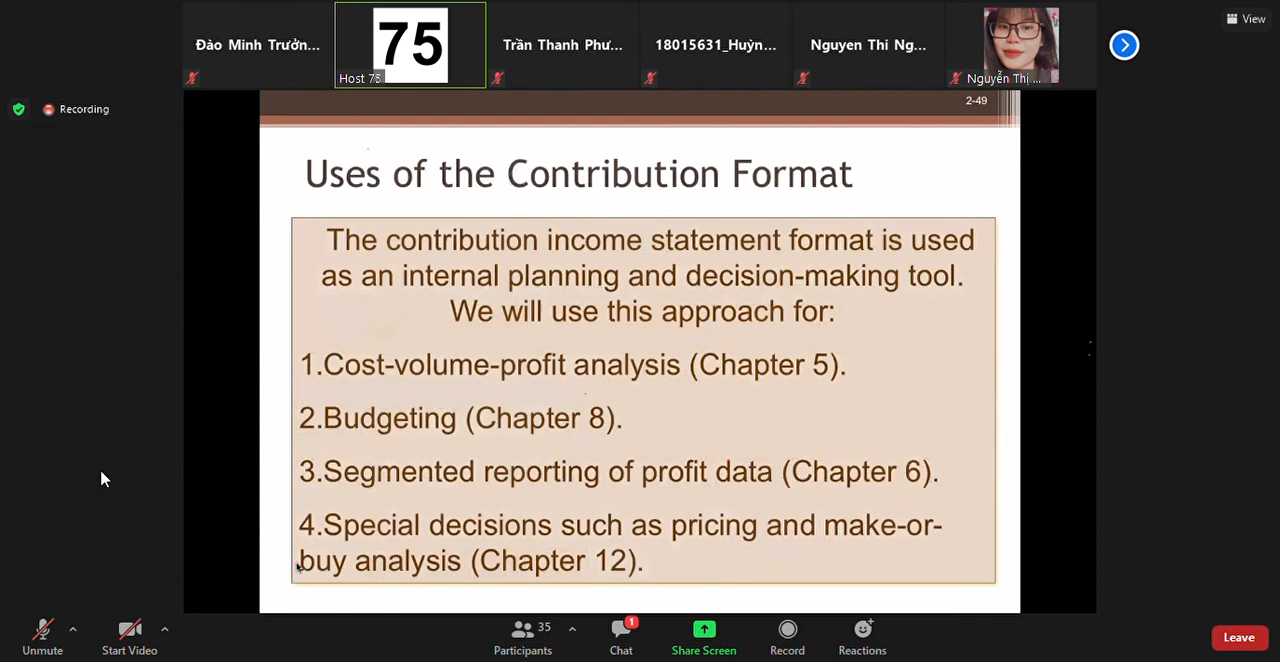 View
Đào Minh Trưởn...
75
Host 75
Trần Thanh Phư...
18015631_Huỳn...
Nguyen Thi Ng...
Nguyễn Thị ...
Recording
2-49
Uses of the Contribution Format
The contribution income statement format is used
as an internal planning and decision-making tool.
We will use this approach for:
1.Cost-volume-profit analysis (Chapter 5).
2.Budgeting (Chapter 8).
3.Segmented reporting of profit data (Chapter 6).
4.Special decisions such as pricing and make-or-
buy analysis (Chapter 12).
Unmute
Start Video
35
Participants
1
Chat
Share Screen
Record
Reactions
Leave